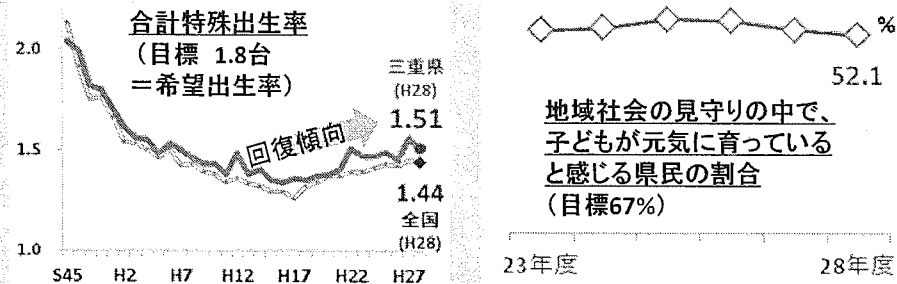 合計特殊出生率
（目標 1.8台
＝希望出生率）
2.0
1.5
1.0
回復傾向
三重県
(H28)
1.51
1.44
全国
(H28)
S45 H2 H7 H12 H17 H22 H27
%
52.1
地域社会の見守りの中で、
子どもが元気に育っている
と感じる県民の割合
（目標67%）
23年度 28年度